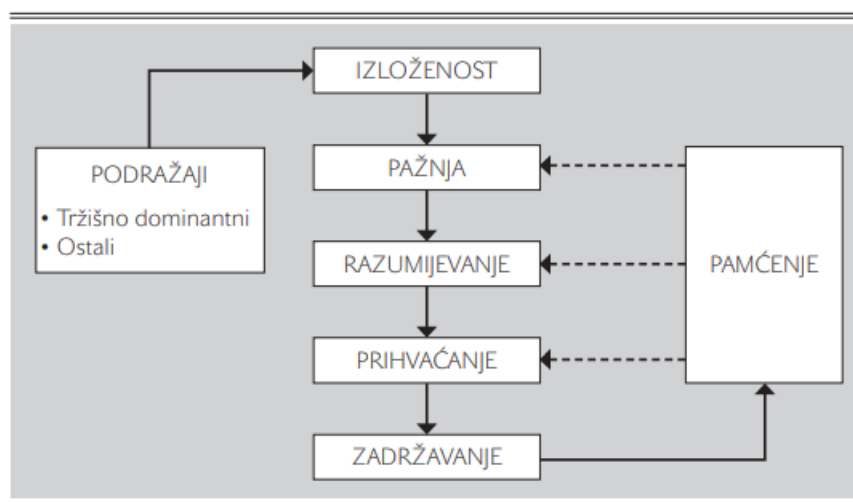 IZLOŽENOST
PODRAŽAJI
• Tržišno dominantni
• Ostali
PAŽNJA
RAZUMIJEVANJE
PRIHVAĆANJE
ZADRŽAVANJE
PAMĆENJE